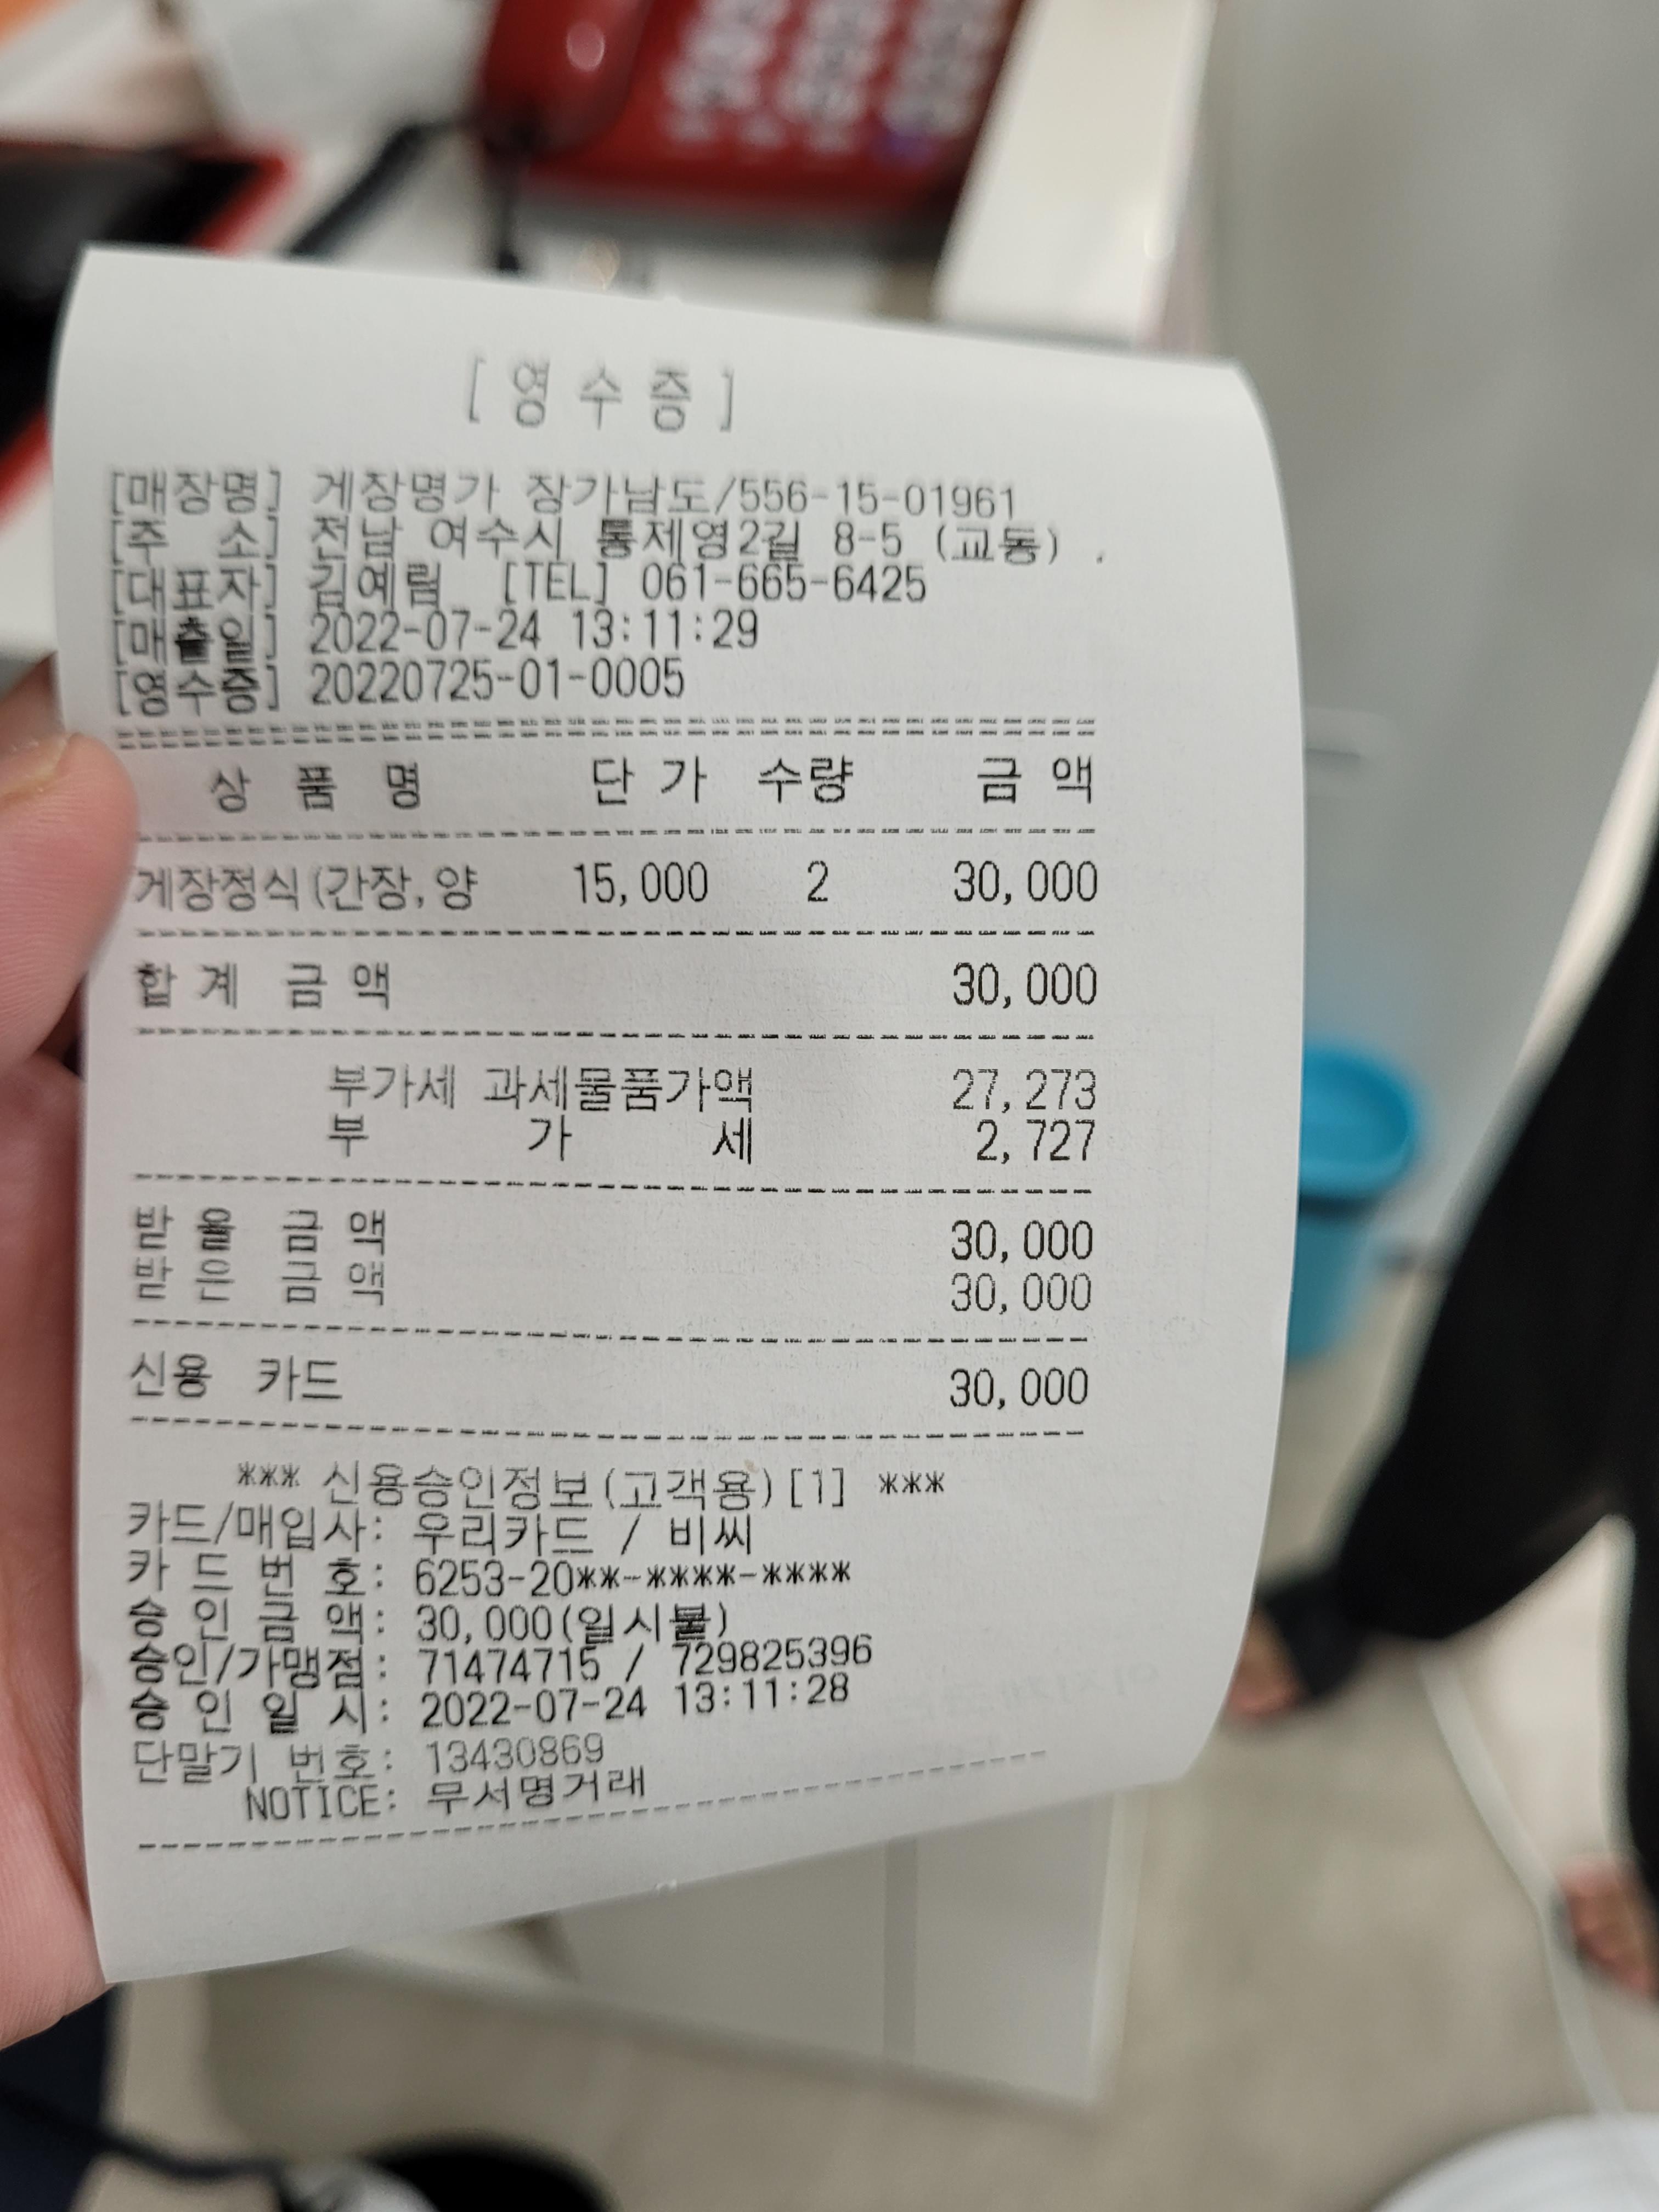 [ 영 수 증 ]
[매장명] 게장명가 장가남도/556-15-01961
[주 소] 전남 여수시 통제영2길 8-5 (교동) .
[대표자] 김예림 [TEL] 061-665-6425
[매출일] 2022-07-24 13:11:29
[영수증] 20220725-01-0005
상 품 명 단 가 수량 금 액
게장정식(간장,양 15,000 2 30,000
합 계 금 액 30,000
부가세 과세물품가액 27,273
부 가 세 2,727
받 을 금 액 30,000
받 은 금 액 30,000
신용 카드 30,000
*** 신용승인정보(고객용)[1] ***
카드/매입사: 우리카드 / 비씨
카 드 번 호: 6253-20**-****-****
승 인 금 액: 30,000(일시불)
승인/가맹점: 71474715 / 729825396
승 인 일 시: 2022-07-24 13:11:28
단말기 번호: 13430869
NOTICE: 무서명거래